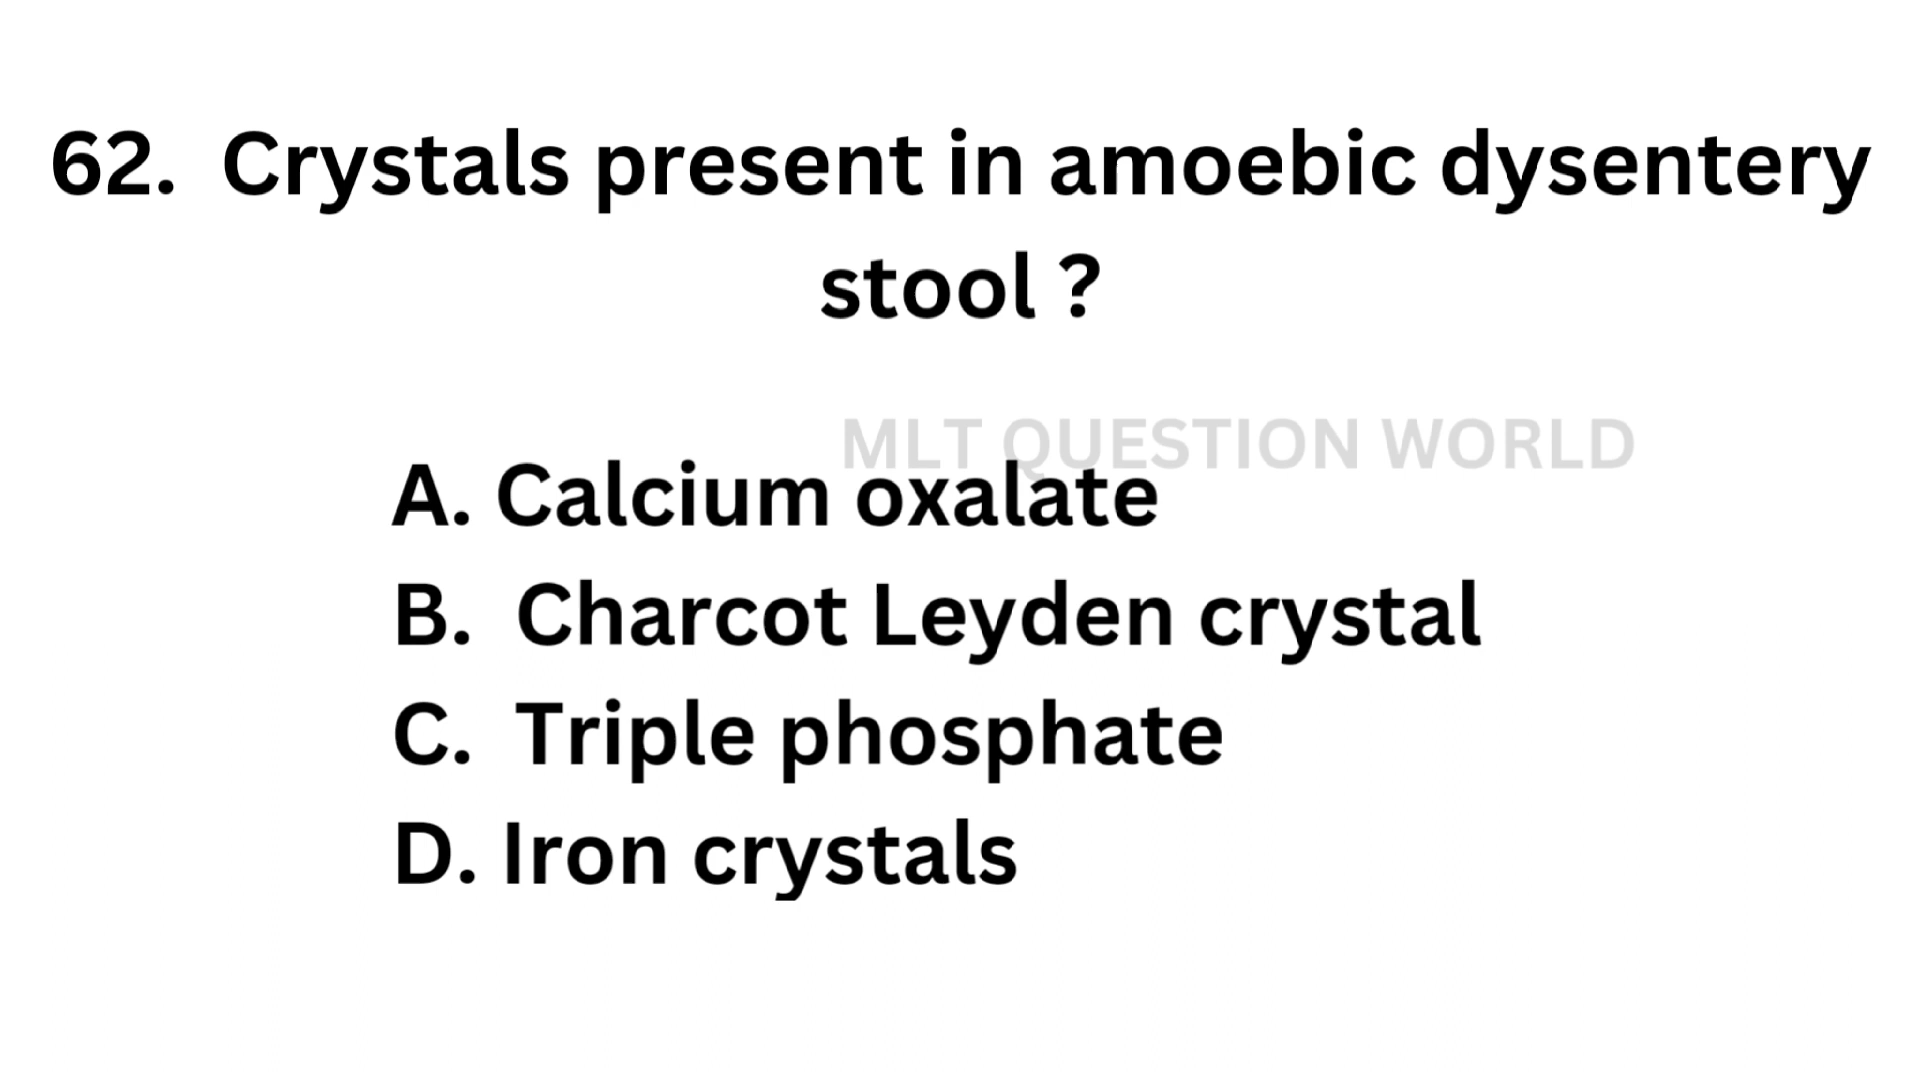 62. Crystals present in amoebic dysentery
stool ?
MLT QUESTION WORLD
A. Calcium oxalate
B. Charcot Leyden crystal
C. Triple phosphate
D. Iron crystals